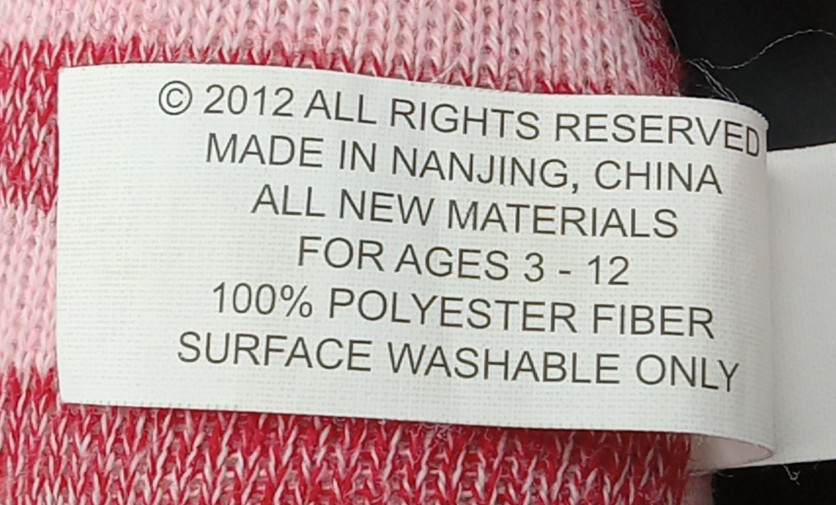 © 2012 ALL RIGHTS RESERVED
MADE IN NANJING, CHINA
ALL NEW MATERIALS
FOR AGES 3 - 12
100% POLYESTER FIBER
SURFACE WASHABLE ONLY